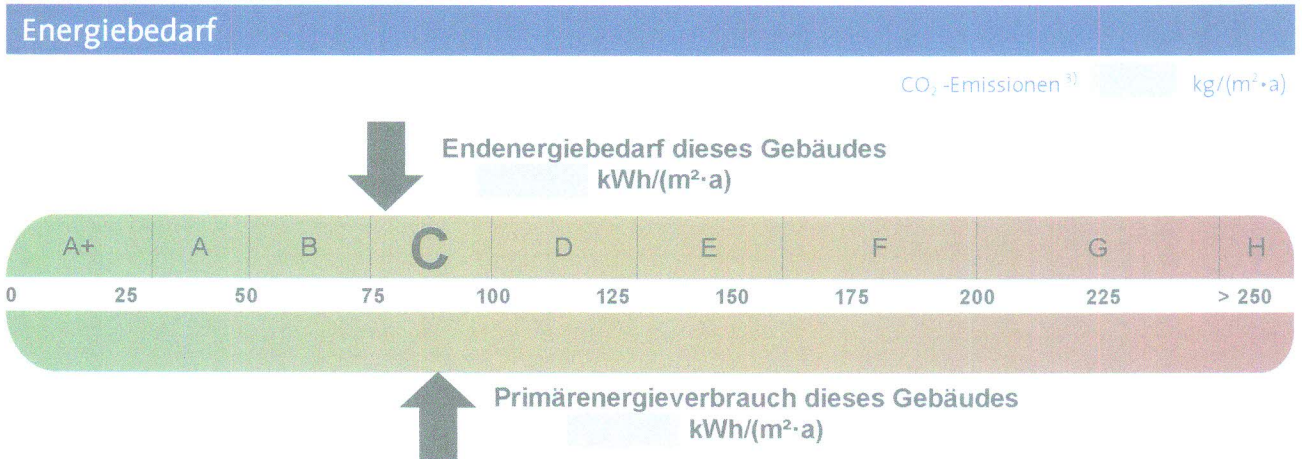 Energiebedarf
CO₂-Emissionen ³⁾ kg/(m²·a)
Endenergiebedarf dieses Gebäudes
kWh/(m²·a)
A+ A B C D E F G H
0 25 50 75 100 125 150 175 200 225 > 250
Primärenergieverbrauch dieses Gebäudes
kWh/(m²·a)